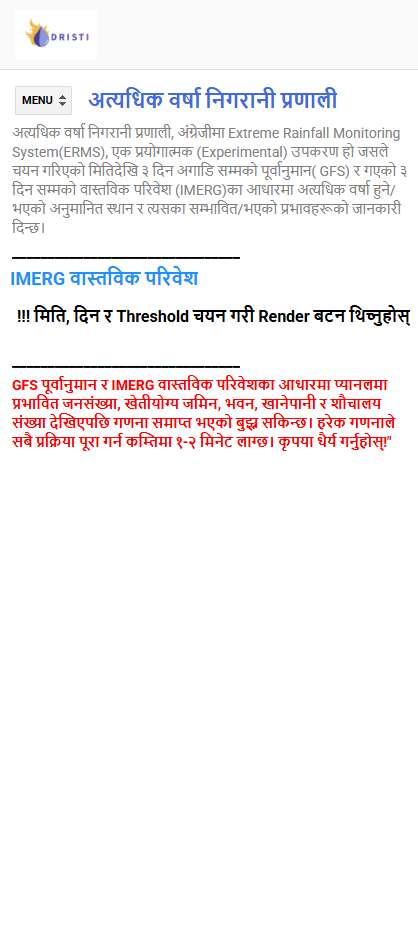 DRISTI
MENU
अत्यधिक वर्षा निगरानी प्रणाली
अत्यधिक वर्षा निगरानी प्रणाली, अंग्रेजीमा Extreme Rainfall Monitoring
System(ERMS), एक प्रयोगात्मक (Experimental) उपकरण हो जसले
चयन गरिएको मितिदेखि ३ दिन अगाडि सम्मको पूर्वानुमान( GFS) र गएको ३
दिन सम्मको वास्तविक परिवेश (IMERG)का आधारमा अत्यधिक वर्षा हुने/
भएको अनुमानित स्थान र त्यसका सम्भावित/भएको प्रभावहरूको जानकारी
दिन्छ।
______________________________
IMERG वास्तविक परिवेश
!!! मिति, दिन र Threshold चयन गरी Render बटन थिच्नुहोस्
______________________________
GFS पूर्वानुमान र IMERG वास्तविक परिवेशका आधारमा प्यानलमा
प्रभावित जनसंख्या, खेतीयोग्य जमिन, भवन, खानेपानी र शौचालय
संख्या देखिएपछि गणना समाप्त भएको बुझ्न सकिन्छ। हरेक गणनाले
सबै प्रक्रिया पूरा गर्न कम्तिमा १-२ मिनेट लाग्छ। कृपया धैर्य गर्नुहोस्!"